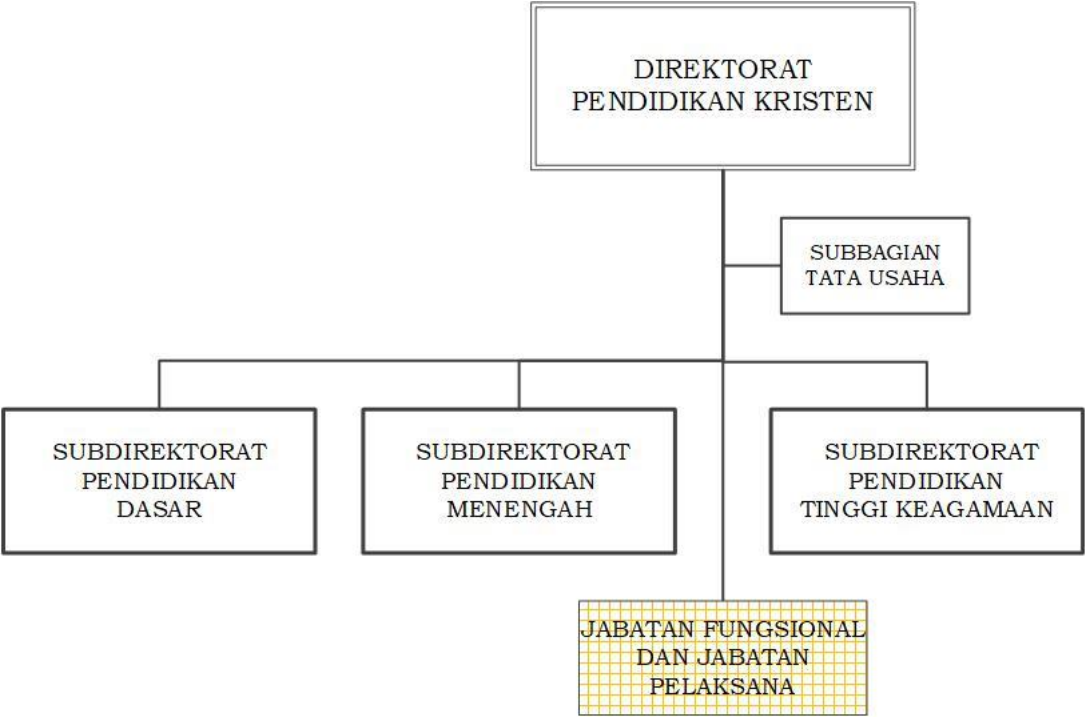 DIREKTORAT
PENDIDIKAN KRISTEN
SUBBAGIAN
TATA USAHA
SUBDIREKTORAT
PENDIDIKAN
DASAR
SUBDIREKTORAT
PENDIDIKAN
MENENGAH
SUBDIREKTORAT
PENDIDIKAN
TINGGI KEAGAMAAN
JABATAN FUNGSIONAL
DAN JABATAN
PELAKSANA